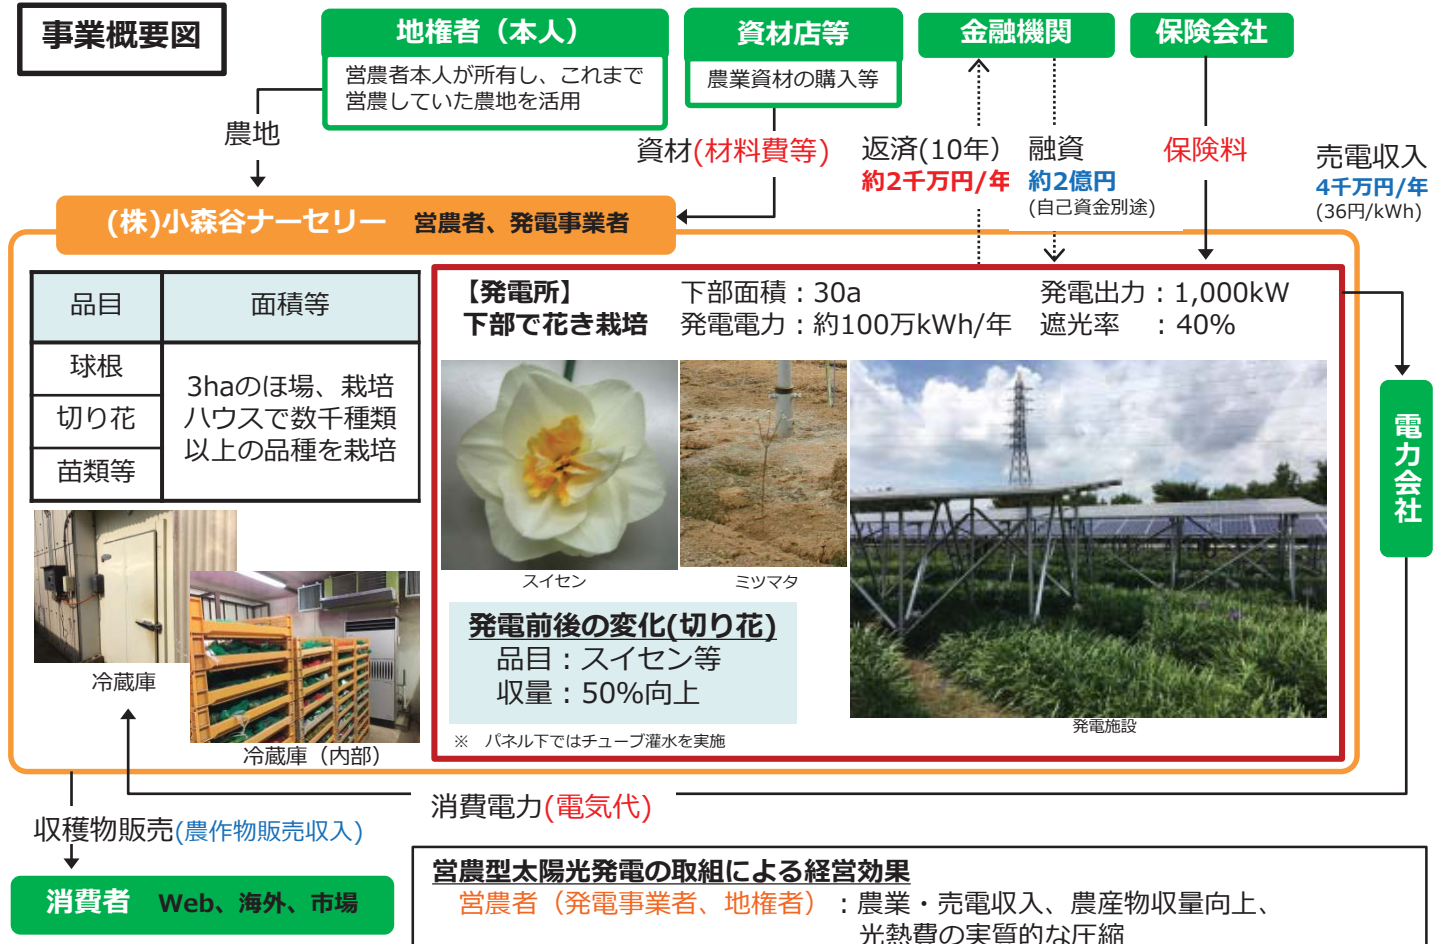 事業概要図
地権者（本人）
営農者本人が所有し、これまで
営農していた農地を活用
資材店等
農業資材の購入等
金融機関
保険会社
農地
資材(材料費等)
返済(10年)
約2千万円/年
融資
約2億円
(自己資金別途)
保険料
売電収入
4千万円/年
(36円/kWh)
(株)小森谷ナーセリー　営農者、発電事業者
品目
面積等
球根
切り花
苗類等
3haのほ場、栽培
ハウスで数千種類
以上の品種を栽培
【発電所】
下部で花き栽培
下部面積：30a
発電電力：約100万kWh/年
発電出力：1,000kW
遮光率　：40%
スイセン
ミツマタ
発電施設
発電前後の変化(切り花)
品目：スイセン等
収量：50%向上
※　パネル下ではチューブ灌水を実施
冷蔵庫
冷蔵庫（内部）
電力会社
消費電力(電気代)
収穫物販売(農作物販売収入)
消費者　Web、海外、市場
営農型太陽光発電の取組による経営効果
営農者（発電事業者、地権者）：農業・売電収入、農産物収量向上、
光熱費の実質的な圧縮